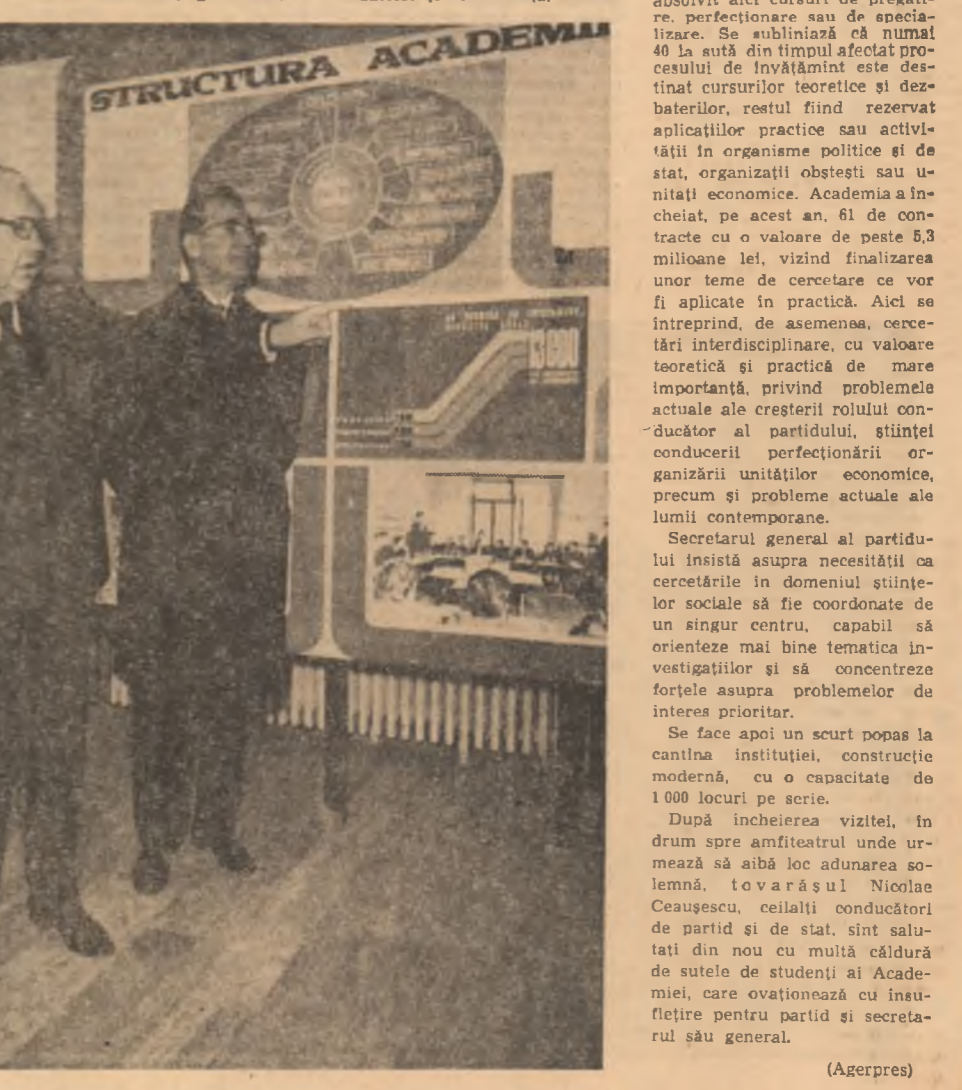 STRUCTURA ACADEMI
absolvit aici cursuri de pregăti-
re, perfecționare sau de specia-
lizare. Se subliniază că numai
40 la sută din timpul afectat pro-
cesului de învățămînt este des-
tinat cursurilor teoretice și dez-
baterilor, restul fiind rezervat
aplicațiilor practice sau activi-
tății în organisme politice și de
stat, organizații obștești sau u-
nitați economice. Academia a în-
cheiat, pe acest an, 61 de con-
tracte cu o valoare de peste 5,3
milioane lei, vizind finalizarea
unor teme de cercetare ce vor
fi aplicate în practică. Aici se
întreprind, de asemenea, cerce-
tări interdisciplinare, cu valoare
teoretică și practică de mare
importanță, privind problemele
actuale ale creșterii rolului con-
ducător al partidului, științei
conducerii perfecționării or-
ganizării unităților economice,
precum și probleme actuale ale
lumii contemporane.
Secretarul general al partidu-
lui insistă asupra necesității ca
cercetările în domeniul științe-
lor sociale să fie coordonate de
un singur centru, capabil să
orienteze mai bine tematica in-
vestigațiilor și să concentreze
forțele asupra problemelor de
interes prioritar.
Se face apoi un scurt popas la
cantina instituției, construcție
modernă, cu o capacitate de
1 000 locuri pe serie.
După încheierea vizitei, în
drum spre amfiteatrul unde ur-
mează să aibă loc adunarea so-
lemnă, tovarășul Nicolae
Ceaușescu, ceilalți conducători
de partid și de stat, sînt salu-
tați din nou cu multă căldură
de sutele de studenți ai Acade-
miei, care ovaționează cu însu-
flețire pentru partid și secreta-
rul său general.
(Agerpres)